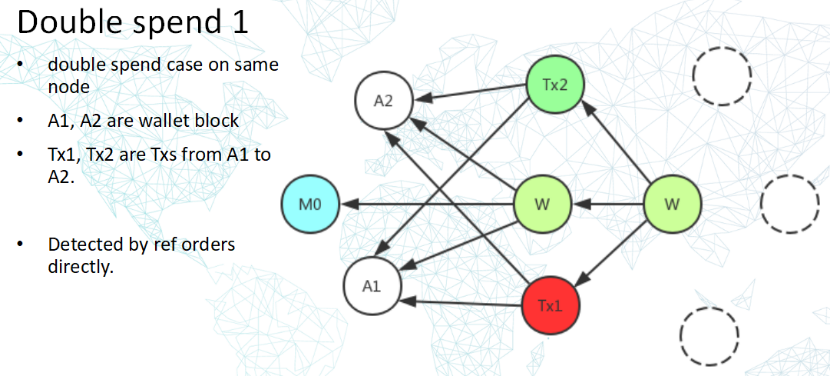 Double spend 1
• double spend case on same
node
• A1, A2 are wallet block
• Tx1, Tx2 are Txs from A1 to
A2.
• Detected by ref orders
directly.
A2
Tx2
M0
W
W
A1
Tx1